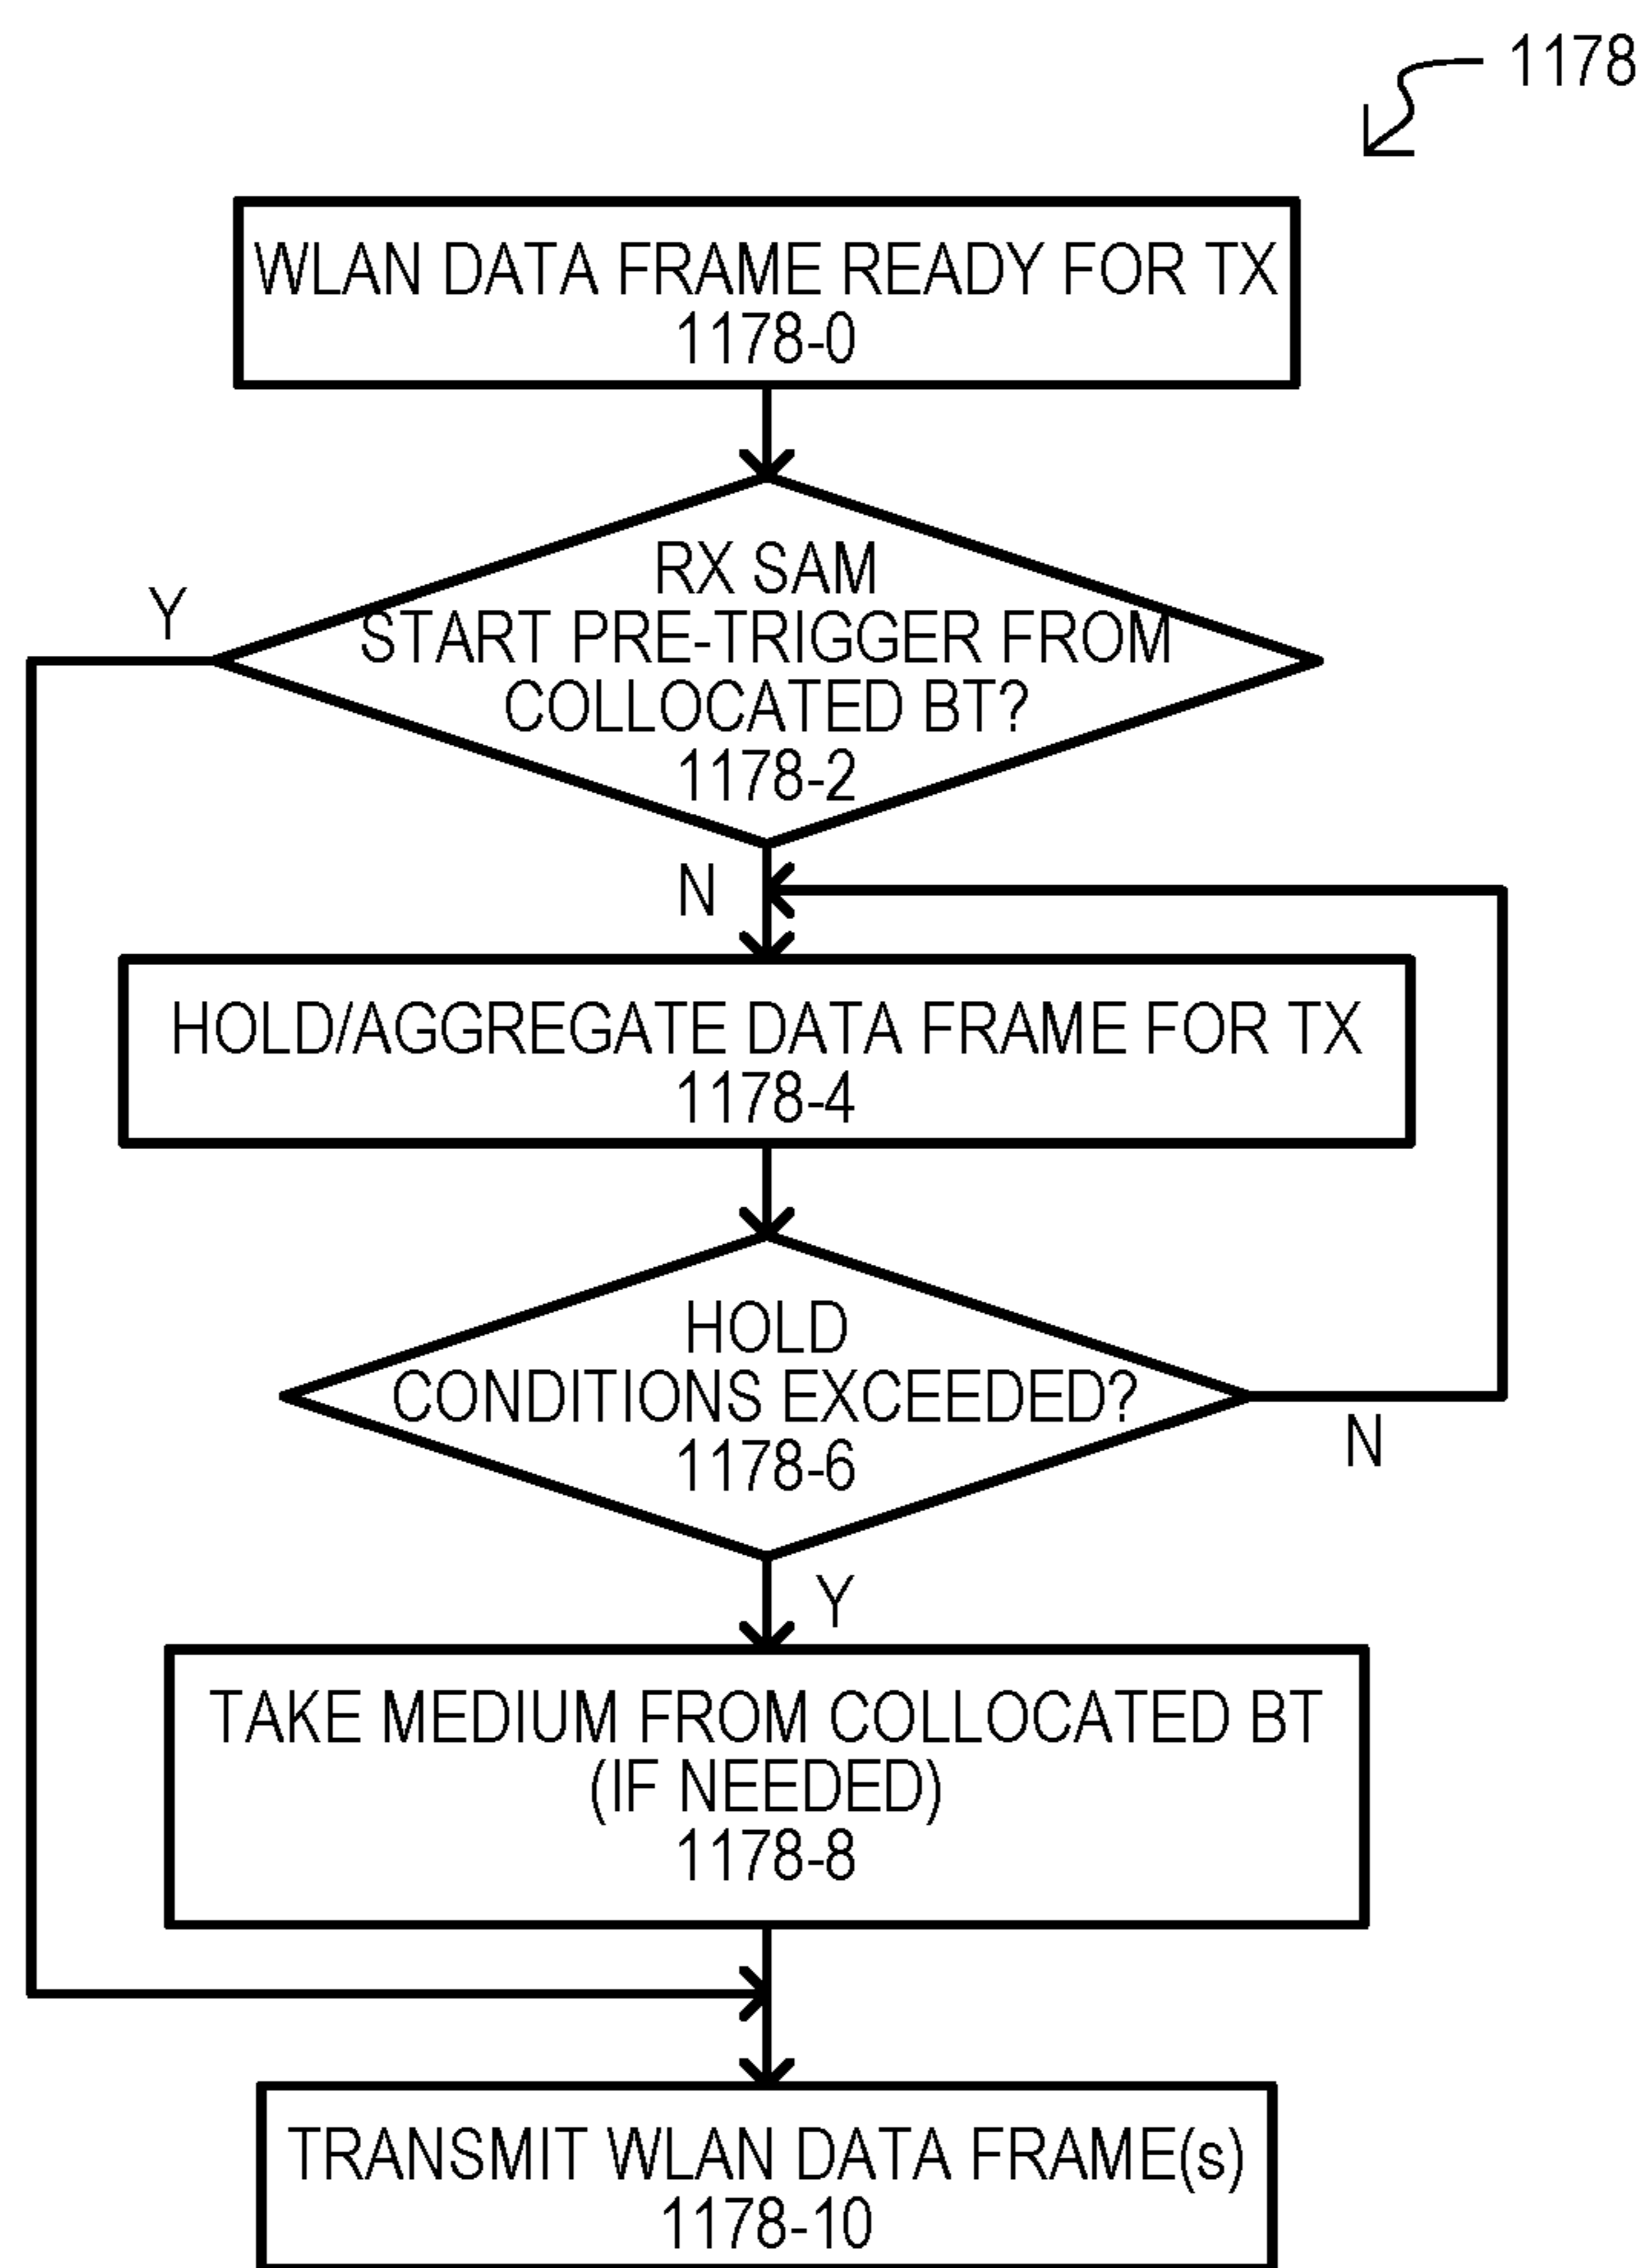 1178
WLAN DATA FRAME READY FOR TX
1178-0
RX SAM
START PRE-TRIGGER FROM
COLLOCATED BT?
1178-2
Y
N
HOLD/AGGREGATE DATA FRAME FOR TX
1178-4
HOLD
CONDITIONS EXCEEDED?
1178-6
N
Y
TAKE MEDIUM FROM COLLOCATED BT
(IF NEEDED)
1178-8
TRANSMIT WLAN DATA FRAME(s)
1178-10